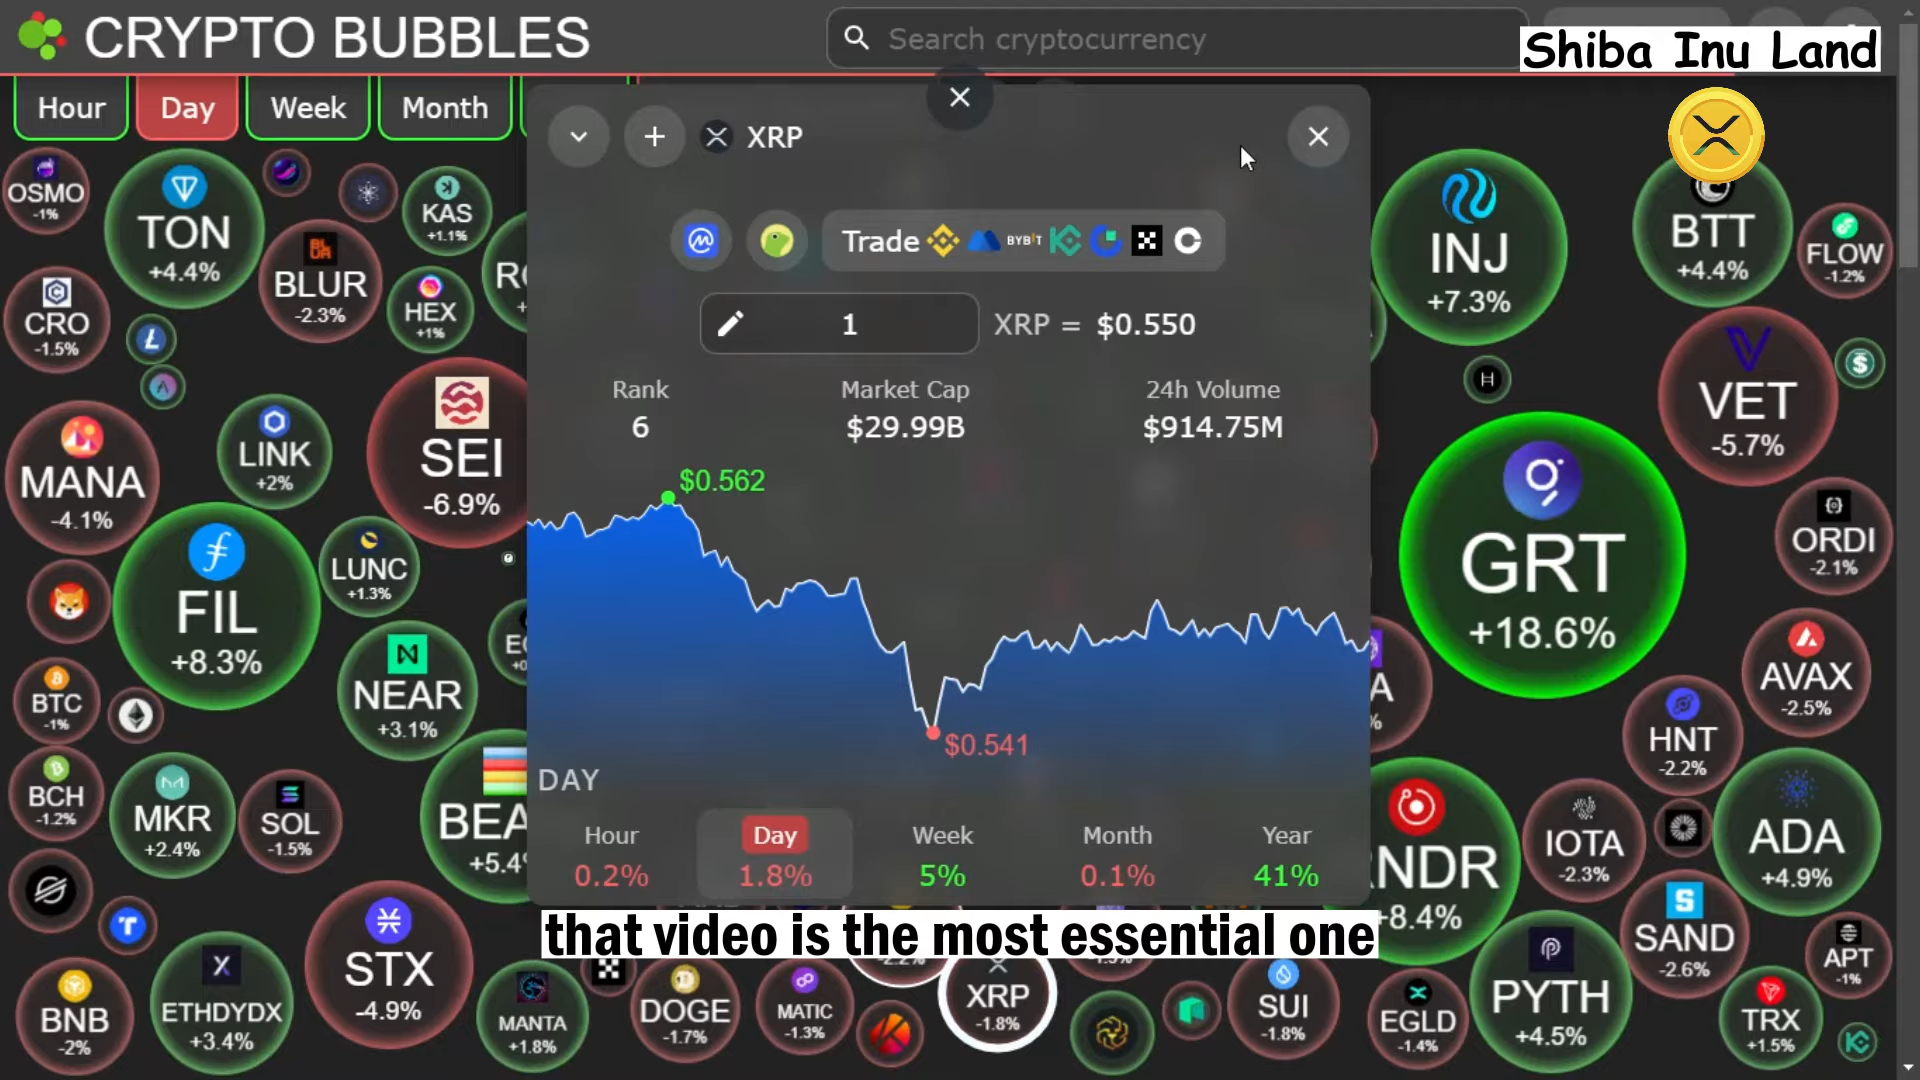 CRYPTO BUBBLES
Search cryptocurrency
Shiba Inu Land
Hour
Day
Week
Month
XRP
Trade
BYBIT
1
XRP = $0.550
Rank
6
Market Cap
$29.99B
24h Volume
$914.75M
$0.562
$0.541
DAY
Hour
0.2%
Day
1.8%
Week
5%
Month
0.1%
Year
41%
that video is the most essential one
OSMO
-1%
TON
+4.4%
KAS
+1.1%
BLUR
-2.3%
HEX
+1%
CRO
-1.5%
LINK
+2%
SEI
-6.9%
MANA
-4.1%
FIL
+8.3%
LUNC
+1.3%
NEAR
+3.1%
BTC
-1%
BCH
-1.2%
MKR
+2.4%
SOL
-1.5%
STX
-4.9%
BNB
-2%
ETHDYDX
+3.4%
MANTA
+1.8%
DOGE
-1.7%
MATIC
-1.3%
XRP
-1.8%
SUI
-1.8%
EGLD
-1.4%
PYTH
+4.5%
TRX
+1.5%
APT
-1%
SAND
-2.6%
IOTA
-2.3%
ADA
+4.9%
+8.4%
HNT
-2.2%
AVAX
-2.5%
ORDI
-2.1%
GRT
+18.6%
VET
-5.7%
INJ
+7.3%
BTT
+4.4%
FLOW
-1.2%